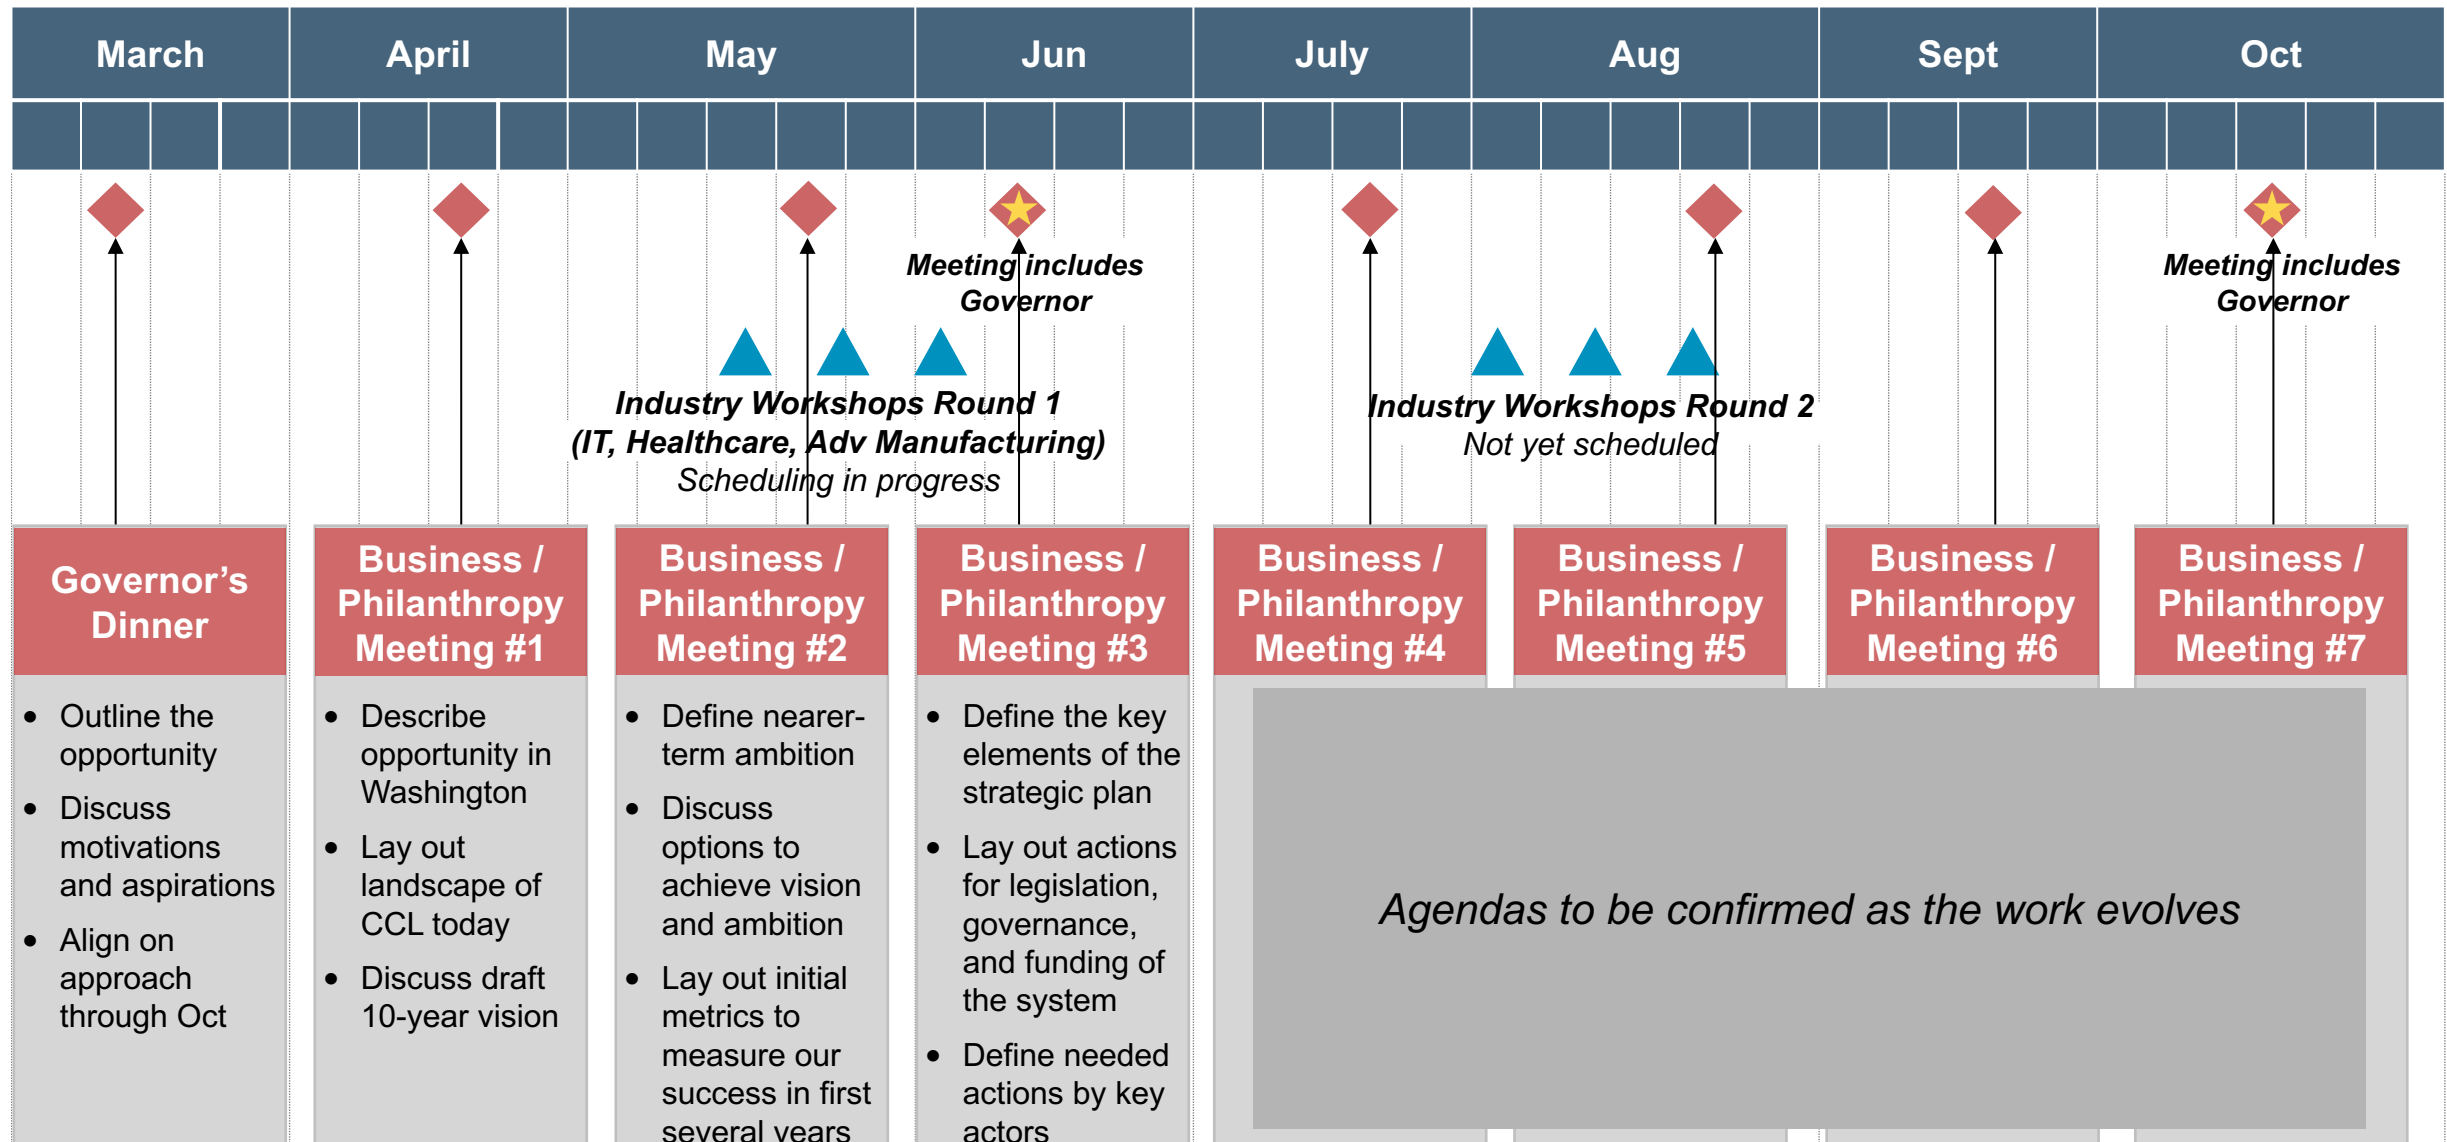 March
April
May
Jun
July
Aug
Sept
Oct
Meeting includes
Governor
Meeting includes
Governor
Industry Workshops Round 1
(IT, Healthcare, Adv Manufacturing)
Scheduling in progress
Industry Workshops Round 2
Not yet scheduled
Governor’s
Dinner
• Outline the
opportunity
• Discuss
motivations
and aspirations
• Align on
approach
through Oct
Business /
Philanthropy
Meeting #1
• Describe
opportunity in
Washington
• Lay out
landscape of
CCL today
• Discuss draft
10-year vision
Business /
Philanthropy
Meeting #2
• Define nearer-
term ambition
• Discuss
options to
achieve vision
and ambition
• Lay out initial
metrics to
measure our
success in first
several years
Business /
Philanthropy
Meeting #3
• Define the key
elements of the
strategic plan
• Lay out actions
for legislation,
governance,
and funding of
the system
• Define needed
actions by key
actors
Business /
Philanthropy
Meeting #4
Business /
Philanthropy
Meeting #5
Business /
Philanthropy
Meeting #6
Business /
Philanthropy
Meeting #7
Agendas to be confirmed as the work evolves